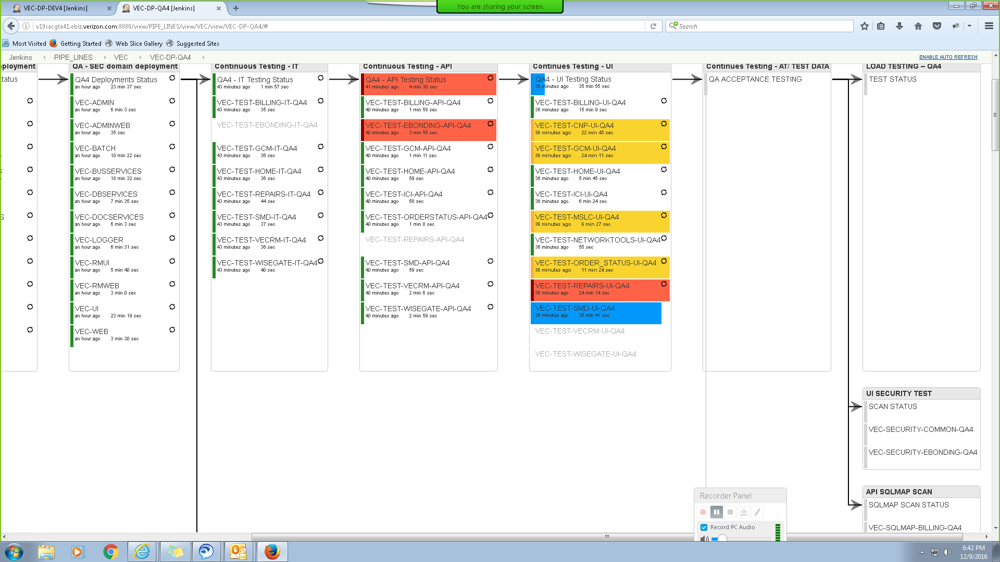 VEC-DP-DEV4 [Jenkins]
VEC-DP-QA4 [Jenkins]
You are sharing your screen.
v19sacgta41.ebiz.verizon.com:8080/view/PIPE_LINES/view/VEC/view/VEC-DP-QA4/#
Search
Most Visited
Getting Started
Web Slice Gallery
Suggested Sites
Jenkins
PIPE_LINES
VEC
VEC-DP-QA4
ENABLE AUTO REFRESH
ployment
tatus
QA - SEC domain deployment
QA4 Deployments Status
an hour ago 23 min 37 sec
VEC-ADMIN
an hour ago 6 min 3 sec
VEC-ADMINWEB
an hour ago 35 sec
VEC-BATCH
an hour ago 10 min 22 sec
VEC-BUSSERVICES
an hour ago 18 min 32 sec
VEC-DBSERVICES
an hour ago 7 min 35 sec
VEC-DOCSERVICES
an hour ago 6 min 3 sec
VEC-LOGGER
an hour ago 6 min 31 sec
VEC-RMUI
an hour ago 5 min 40 sec
VEC-RMWEB
an hour ago 3 min 0 sec
VEC-UI
an hour ago 23 min 19 sec
VEC-WEB
an hour ago 3 min 30 sec
Continuous Testing - IT
QA4 - IT Testing Status
43 minutes ago 1 min 57 sec
VEC-TEST-BILLING-IT-QA4
43 minutes ago 35 sec
VEC-TEST-EBONDING-IT-QA4
VEC-TEST-GCM-IT-QA4
43 minutes ago 36 sec
VEC-TEST-HOME-IT-QA4
43 minutes ago 36 sec
VEC-TEST-REPAIRS-IT-QA4
43 minutes ago 44 sec
VEC-TEST-SMD-IT-QA4
43 minutes ago 37 sec
VEC-TEST-VECRM-IT-QA4
43 minutes ago 36 sec
VEC-TEST-WISEGATE-IT-QA4
43 minutes ago 40 sec
Continuous Testing - API
QA4 - API Testing Status
41 minutes ago 4 min 30 sec
VEC-TEST-BILLING-API-QA4
40 minutes ago 1 min 58 sec
VEC-TEST-EBONDING-API-QA4
40 minutes ago 3 min 55 sec
VEC-TEST-GCM-API-QA4
40 minutes ago 1 min 11 sec
VEC-TEST-HOME-API-QA4
40 minutes ago 59 sec
VEC-TEST-ICI-API-QA4
40 minutes ago 58 sec
VEC-TEST-ORDERSTATUS-API-QA4
40 minutes ago 1 min 8 sec
VEC-TEST-REPAIRS-API-QA4
VEC-TEST-SMD-API-QA4
40 minutes ago 59 sec
VEC-TEST-VECRM-API-QA4
40 minutes ago 2 min 6 sec
VEC-TEST-WISEGATE-API-QA4
40 minutes ago 2 min 59 sec
Continues Testing - UI
QA4 - UI Testing Status
36 minutes ago 35 min 55 sec
VEC-TEST-BILLING-UI-QA4
36 minutes ago 15 min 9 sec
VEC-TEST-CNP-UI-QA4
36 minutes ago 22 min 45 sec
VEC-TEST-GCM-UI-QA4
36 minutes ago 24 min 11 sec
VEC-TEST-HOME-UI-QA4
36 minutes ago 5 min 45 sec
VEC-TEST-ICI-UI-QA4
36 minutes ago 6 min 24 sec
VEC-TEST-MSLC-UI-QA4
36 minutes ago 6 min 27 sec
VEC-TEST-NETWORKTOOLS-UI-QA4
36 minutes ago 55 sec
VEC-TEST-ORDER_STATUS-UI-QA4
36 minutes ago 11 min 24 sec
VEC-TEST-REPAIRS-UI-QA4
36 minutes ago 24 min 14 sec
VEC-TEST-SMD-UI-QA4
36 minutes ago 35 min 41 sec
VEC-TEST-VECRM-UI-QA4
VEC-TEST-WISEGATE-UI-QA4
Continues Testing - AT/ TEST DATA
QA ACCEPTANCE TESTING
LOAD TESTING – QA4
TEST STATUS
UI SECURITY TEST
SCAN STATUS
VEC-SECURITY-COMMON-QA4
VEC-SECURITY-EBONDING-QA4
API SQLMAP SCAN
SQLMAP SCAN STATUS
VEC-SQLMAP-BILLING-QA4
Recorder Panel
Record PC Audio
6:42 PM
12/9/2016